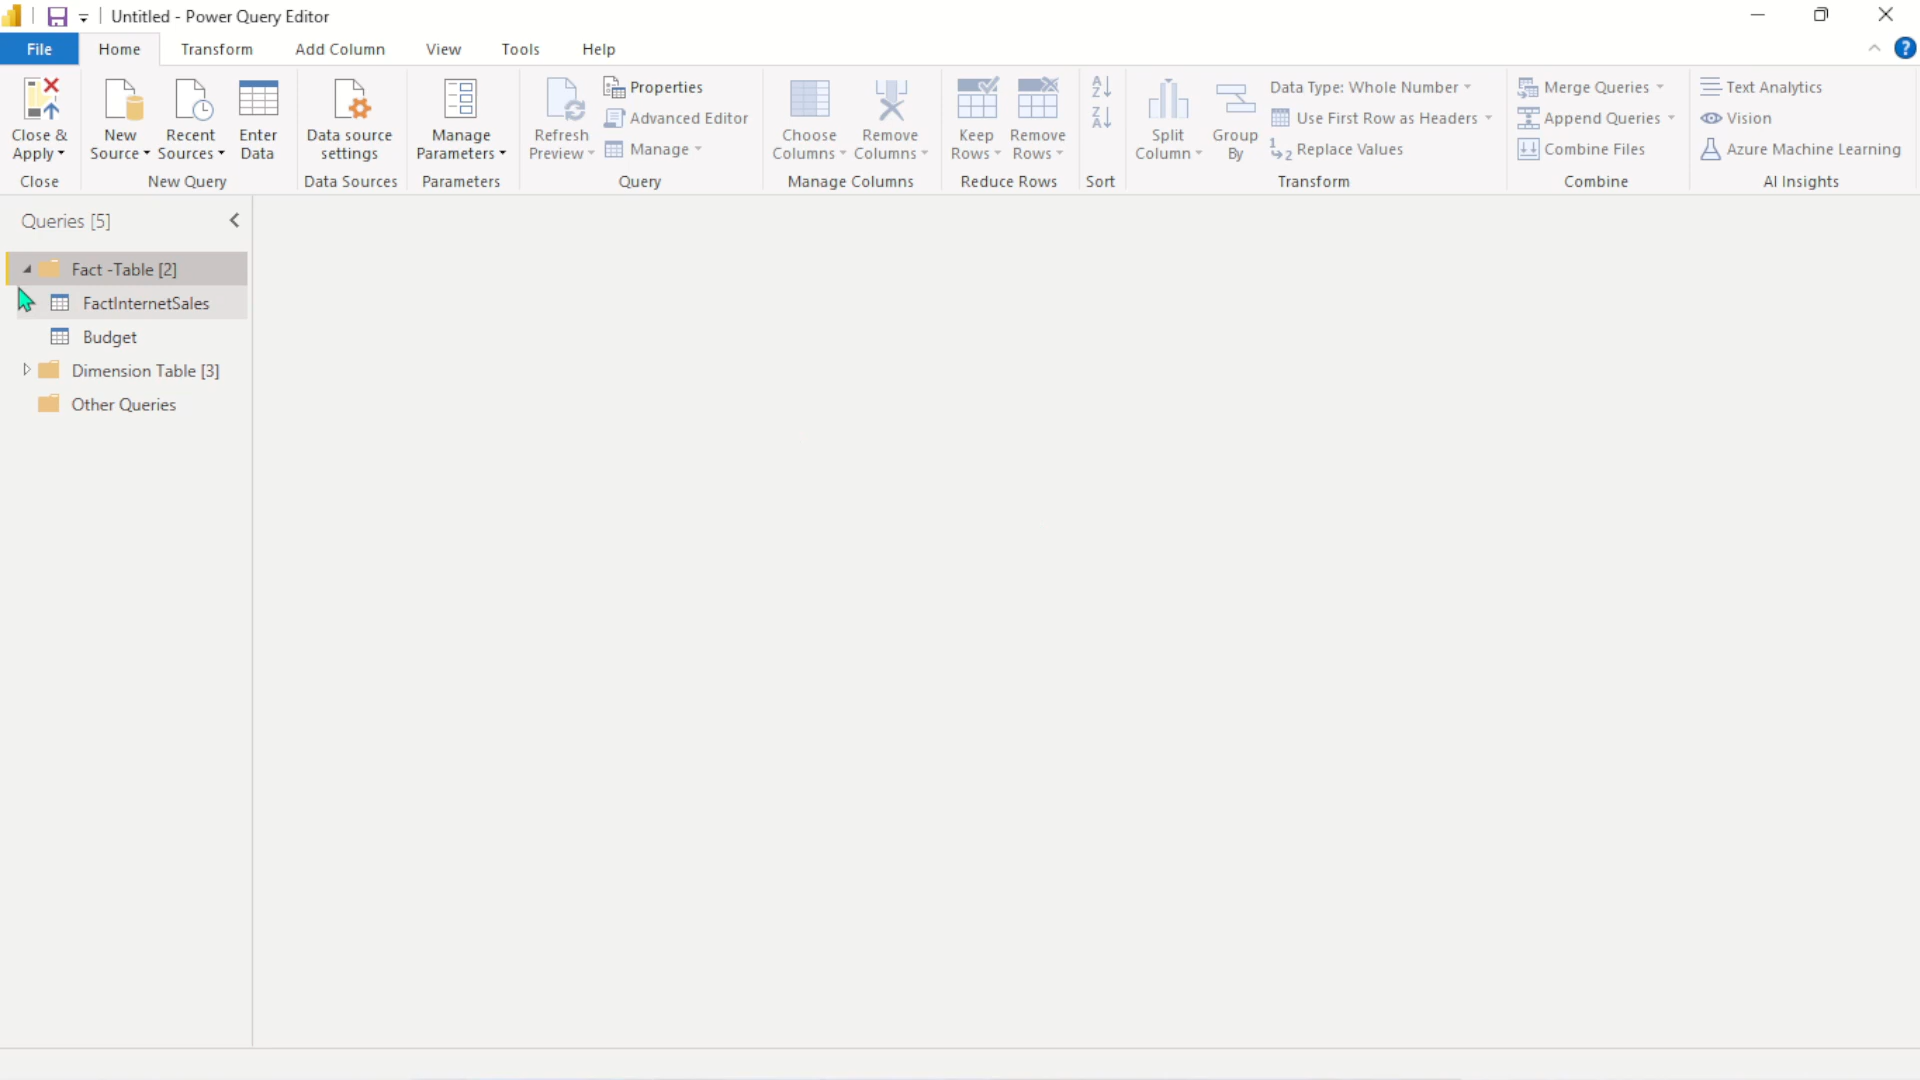 Untitled - Power Query Editor
File Home Transform Add Column View Tools Help ?
Close & Apply
New Source
Recent Sources
Enter Data
Data source settings
Manage Parameters
Refresh Preview
Properties
Advanced Editor
Manage
Choose Columns
Remove Columns
Keep Rows
Remove Rows
A Z
Z A
Split Column
Group By
Data Type: Whole Number
Use First Row as Headers
1 2 Replace Values
Merge Queries
Append Queries
Combine Files
Text Analytics
Vision
Azure Machine Learning
Close New Query Data Sources Parameters Query Manage Columns Reduce Rows Sort Transform Combine AI Insights
Queries [5]
Fact -Table [2]
FactInternetSales
Budget
Dimension Table [3]
Other Queries